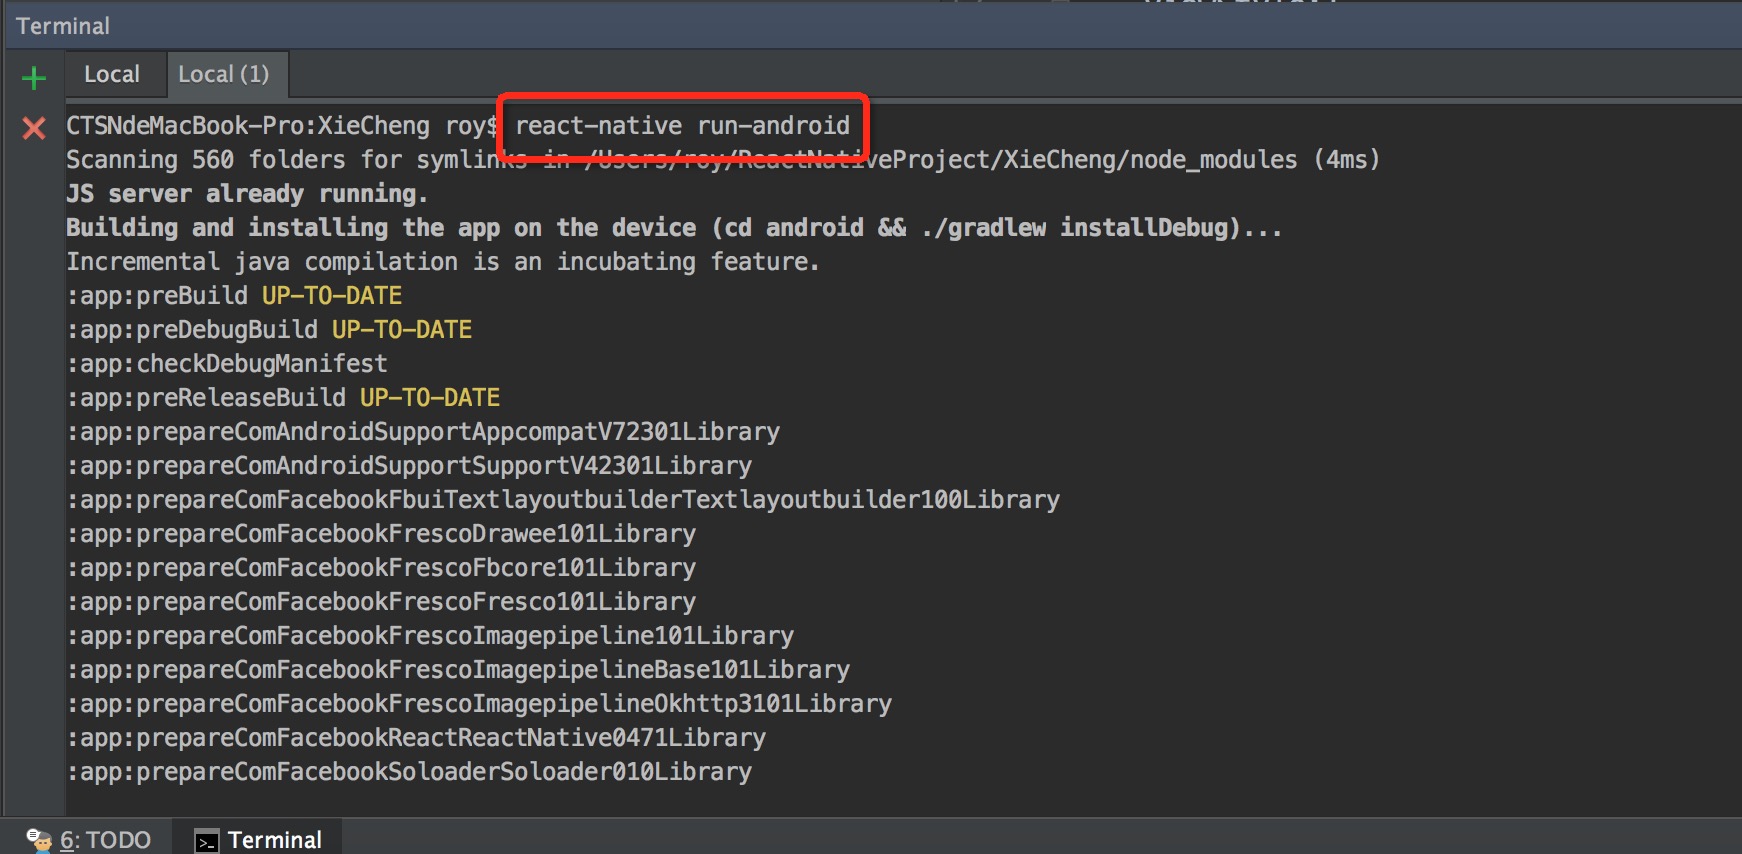 Terminal
Local Local (1)
CTSNdeMacBook-Pro:XieCheng roy$ react-native run-android
Scanning 560 folders for symlinks in /Users/roy/ReactNativeProject/XieCheng/node_modules (4ms)
JS server already running.
Building and installing the app on the device (cd android && ./gradlew installDebug)...
Incremental java compilation is an incubating feature.
:app:preBuild UP-TO-DATE
:app:preDebugBuild UP-TO-DATE
:app:checkDebugManifest
:app:preReleaseBuild UP-TO-DATE
:app:prepareComAndroidSupportAppcompatV72301Library
:app:prepareComAndroidSupportSupportV42301Library
:app:prepareComFacebookFbuiTextlayoutbuilderTextlayoutbuilder100Library
:app:prepareComFacebookFrescoDrawee101Library
:app:prepareComFacebookFrescoFbcore101Library
:app:prepareComFacebookFrescoFresco101Library
:app:prepareComFacebookFrescoImagepipeline101Library
:app:prepareComFacebookFrescoImagepipelineBase101Library
:app:prepareComFacebookFrescoImagepipelineOkhttp3101Library
:app:prepareComFacebookReactReactNative0471Library
:app:prepareComFacebookSoloaderSoloader010Library
6: TODO Terminal